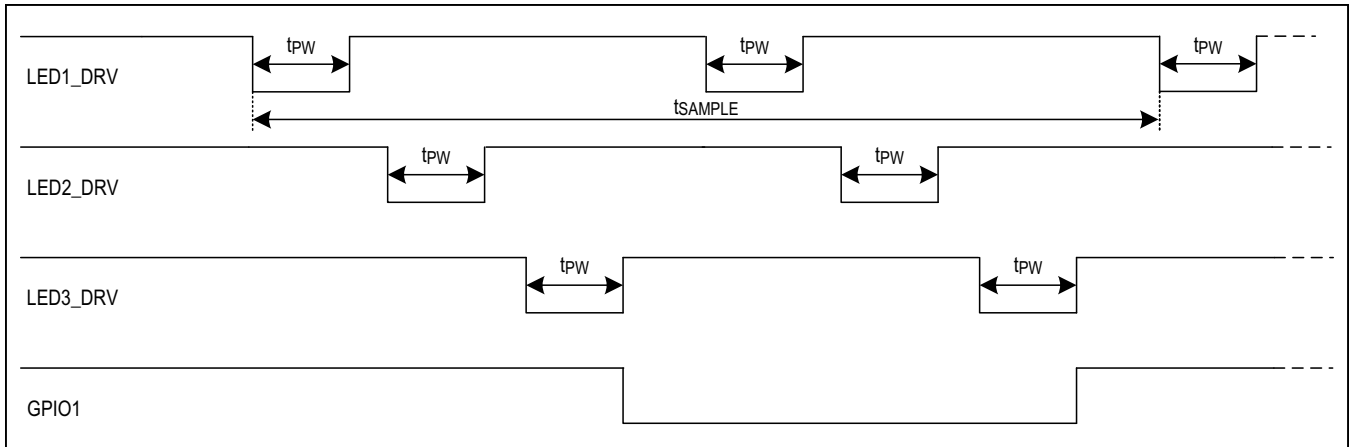 tPW tPW tPW
LED1_DRV
tSAMPLE
tPW tPW
LED2_DRV
tPW tPW
LED3_DRV
GPIO1